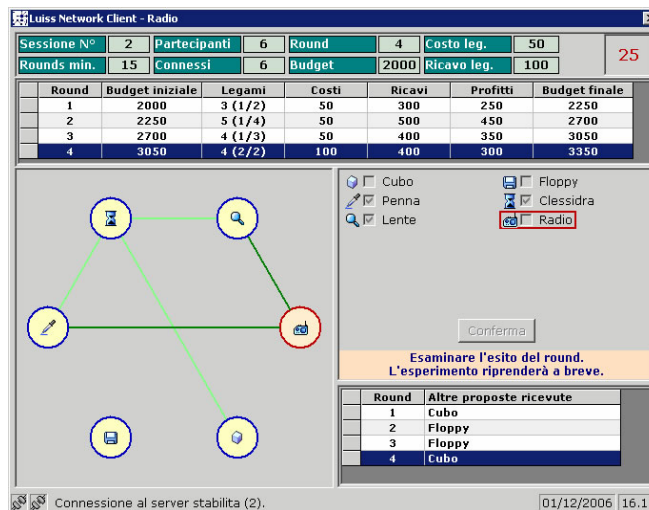 Luiss Network Client - Radio
Sessione N° 2 Partecipanti 6 Round 4 Costo leg. 50
25
Rounds min. 15 Connessi 6 Budget 2000 Ricavo leg. 100
Round Budget iniziale Legami Costi Ricavi Profitti Budget finale
1 2000 3 (1/2) 50 300 250 2250
2 2250 5 (1/4) 50 500 450 2700
3 2700 4 (1/3) 50 400 350 3050
4 3050 4 (2/2) 100 400 300 3350
Cubo Floppy
Penna Clessidra
Lente Radio
Conferma
Esaminare l'esito del round.
L'esperimento riprenderà a breve.
Round Altre proposte ricevute
1 Cubo
2 Floppy
3 Floppy
4 Cubo
Connessione al server stabilita (2). 01/12/2006